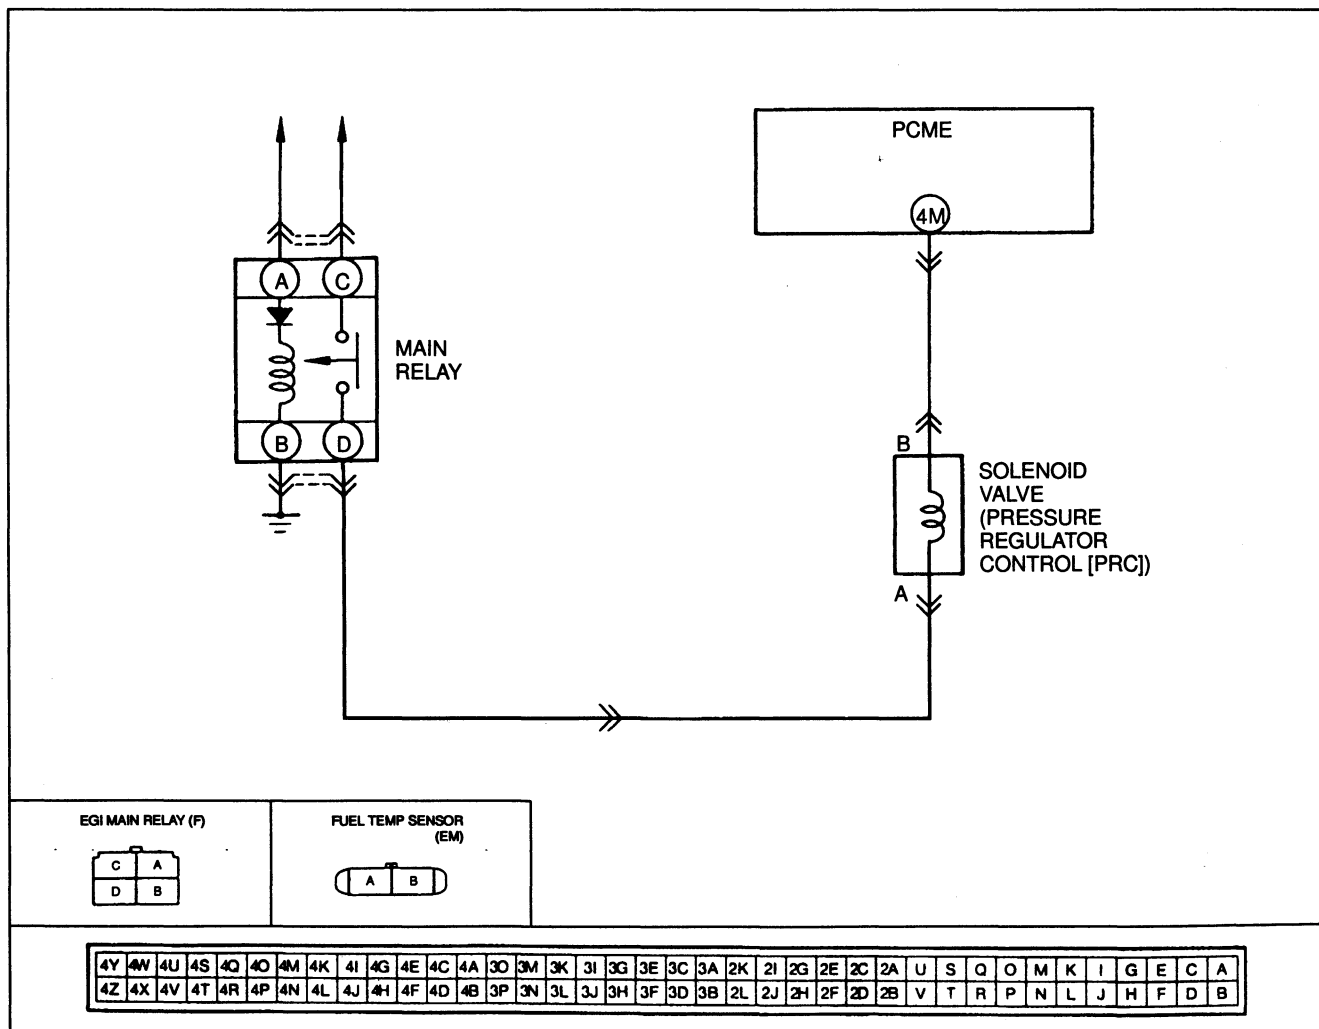 PCME
4M
A C
MAIN
RELAY
B D
B
SOLENOID
VALVE
(PRESSURE
REGULATOR
CONTROL [PRC])
A
EGI MAIN RELAY (F)
C A
D B
FUEL TEMP SENSOR
(EM)
A B
4Y 4W 4U 4S 4Q 4O 4M 4K 4I 4G 4E 4C 4A 3O 3M 3K 3I 3G 3E 3C 3A 2K 2I 2G 2E 2C 2A U S Q O M K I G E C A
4Z 4X 4V 4T 4R 4P 4N 4L 4J 4H 4F 4D 4B 3P 3N 3L 3J 3H 3F 3D 3B 2L 2J 2H 2F 2D 2B V T R P N L J H F D B